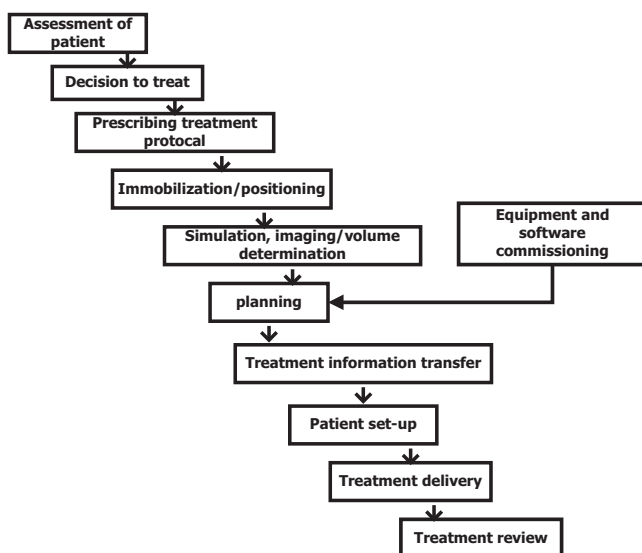 Assessment of
patient
Decision to treat
Prescribing treatment
protocal
Immobilization/positioning
Simulation, imaging/volume
determination
Equipment and
software
commissioning
planning
Treatment information transfer
Patient set-up
Treatment delivery
Treatment review